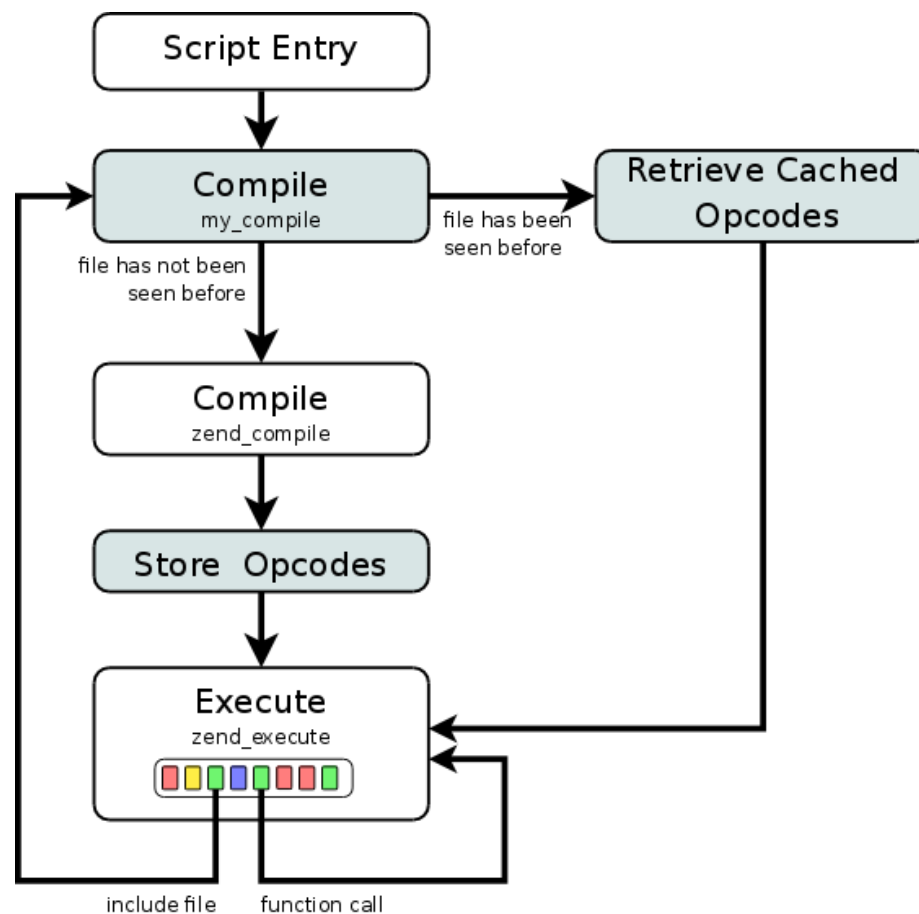 Script Entry
Compile
my_compile
Retrieve Cached
Opcodes
file has been
seen before
file has not been
seen before
Compile
zend_compile
Store Opcodes
Execute
zend_execute
include file
function call